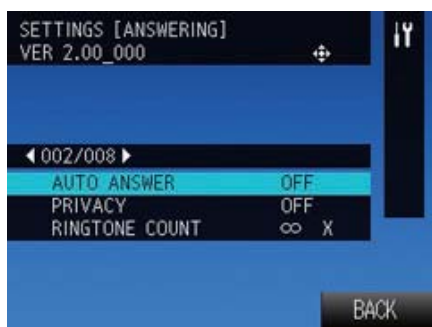 SETTINGS [ANSWERING]
VER 2.00_000
002/008
AUTO ANSWER OFF
PRIVACY OFF
RINGTONE COUNT ∞ X
BACK